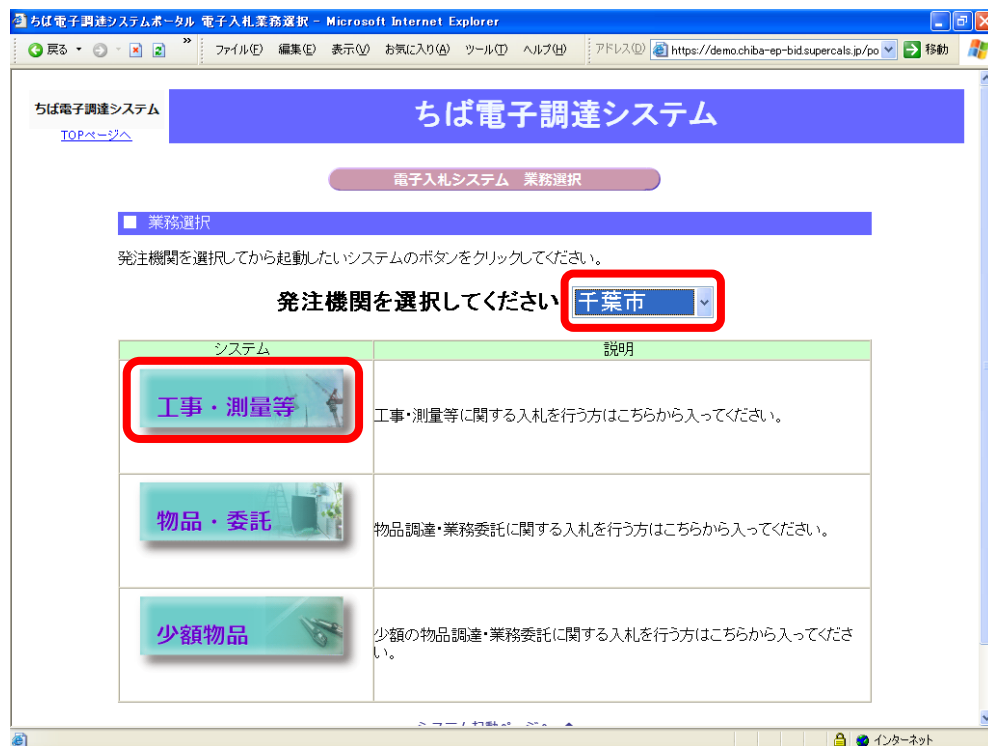 ちば電子調達システムポータル 電子入札業務選択 - Microsoft Internet Explorer
戻る ファイル(F) 編集(E) 表示(V) お気に入り(A) ツール(T) ヘルプ(H) アドレス(D) https://demo.chiba-ep-bid.supercals.jp/po 移動
ちば電子調達システム
TOPページへ
ちば電子調達システム
電子入札システム 業務選択
■ 業務選択
発注機関を選択してから起動したいシステムのボタンをクリックしてください。
発注機関を選択してください 千葉市
システム 説明
工事・測量等 工事・測量等に関する入札を行う方はこちらから入ってください。
物品・委託 物品調達・業務委託に関する入札を行う方はこちらから入ってください。
少額物品 少額の物品調達・業務委託に関する入札を行う方はこちらから入ってくださ
い。
インターネット